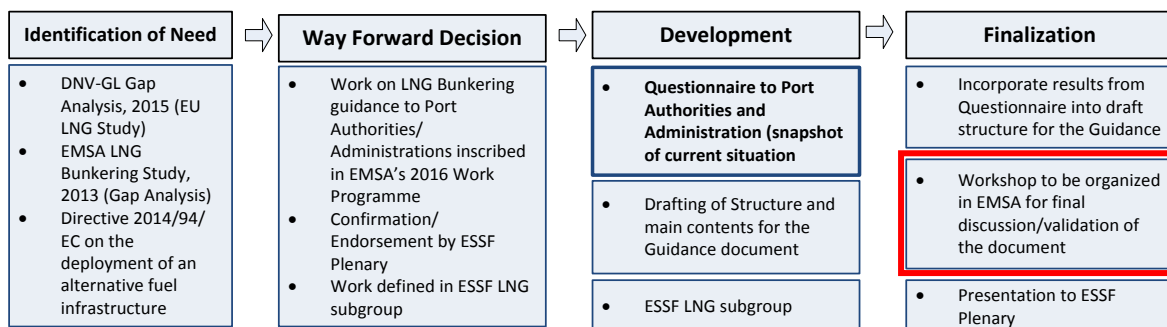 Identification of Need
• DNV-GL Gap
Analysis, 2015 (EU
LNG Study)
• EMSA LNG
Bunkering Study,
2013 (Gap Analysis)
• Directive 2014/94/
EC on the
deployment of an
alternative fuel
infrastructure
Way Forward Decision
• Work on LNG Bunkering
guidance to Port
Authorities/
Administrations inscribed
in EMSA’s 2016 Work
Programme
• Confirmation/
Endorsement by ESSF
Plenary
• Work defined in ESSF LNG
subgroup
Development
• Questionnaire to Port
Authorities and
Administration (snapshot
of current situation
• Drafting of Structure and
main contents for the
Guidance document
• ESSF LNG subgroup
Finalization
• Incorporate results from
Questionnaire into draft
structure for the Guidance
• Workshop to be organized
in EMSA for final
discussion/validation of
the document
• Presentation to ESSF
Plenary